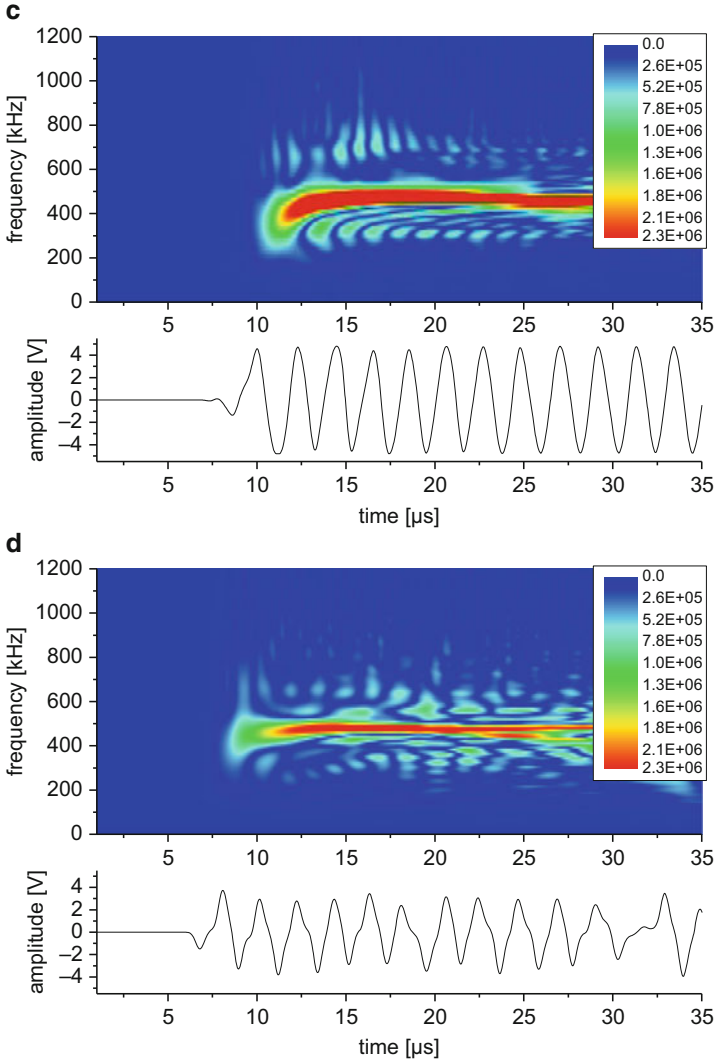 c
1200
1000
800
600
400
200
0
frequency [kHz]
0.0
2.6E+05
5.2E+05
7.8E+05
1.0E+06
1.3E+06
1.6E+06
1.8E+06
2.1E+06
2.3E+06
5 10 15 20 25 30 35
4
2
0
−2
−4
amplitude [V]
5 10 15 20 25 30 35
time [µs]
d
1200
1000
800
600
400
200
0
frequency [kHz]
0.0
2.6E+05
5.2E+05
7.8E+05
1.0E+06
1.3E+06
1.6E+06
1.8E+06
2.1E+06
2.3E+06
5 10 15 20 25 30 35
4
2
0
−2
−4
amplitude [V]
5 10 15 20 25 30 35
time [µs]